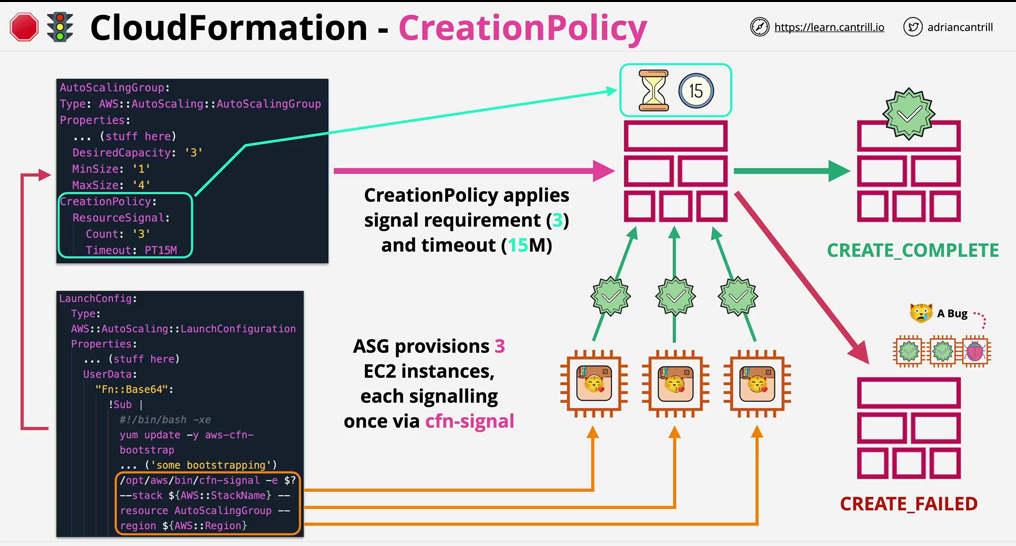 CloudFormation - CreationPolicy
https://learn.cantrill.io
adriancantrill
AutoScalingGroup:
Type: AWS::AutoScaling::AutoScalingGroup
Properties:
... (stuff here)
DesiredCapacity: '3'
MinSize: '1'
MaxSize: '4'
CreationPolicy:
ResourceSignal:
Count: '3'
Timeout: PT15M
15
CreationPolicy applies
signal requirement (3)
and timeout (15M)
CREATE_COMPLETE
LaunchConfig:
Type:
AWS::AutoScaling::LaunchConfiguration
Properties:
... (stuff here)
UserData:
"Fn::Base64":
!Sub |
#!/bin/bash -xe
yum update -y aws-cfn-
bootstrap
... ('some bootstrapping')
/opt/aws/bin/cfn-signal -e $?
--stack ${AWS::StackName} --
resource AutoScalingGroup --
region ${AWS::Region}
ASG provisions 3
EC2 instances,
each signalling
once via cfn-signal
A Bug
CREATE_FAILED